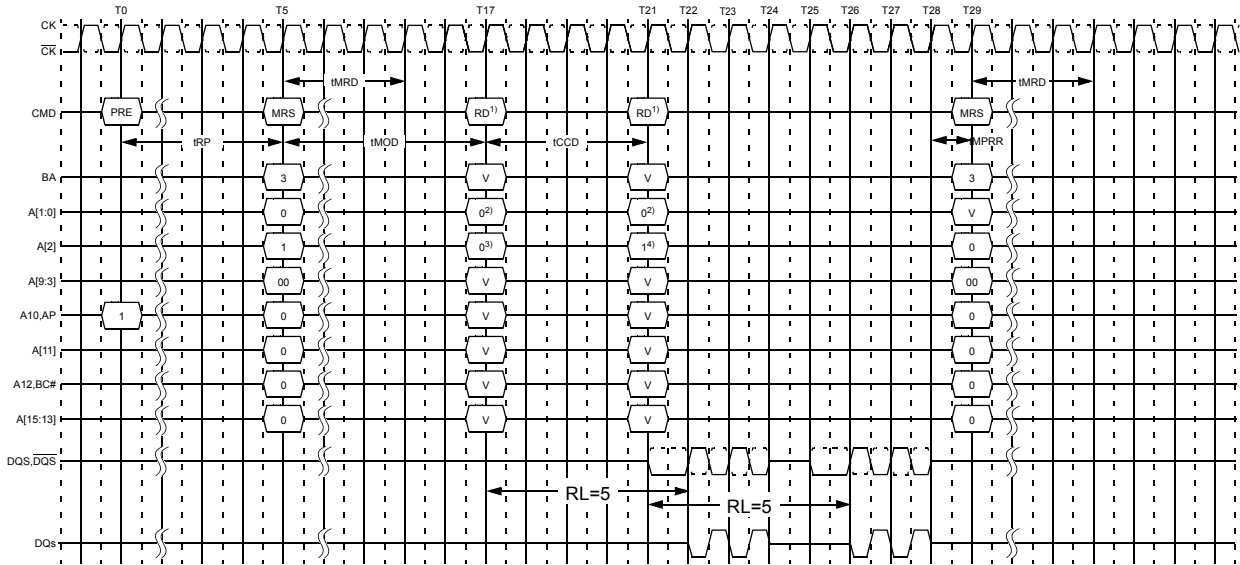 T0 T5 T17 T21 T22 T23 T24 T25 T26 T27 T28 T29
CK
CK
tMRD tMRD
CMD PRE MRS RD1) RD1) MRS
tRP tMOD tCCD tMPRR
BA 3 V V 3
A[1:0] 0 02) 02) V
A[2] 1 03) 14) 0
A[9:3] 00 V V 00
A10,AP 1 0 V V 0
A[11] 0 V V 0
A12,BC# 0 V V 0
A[15:13] 0 V V 0
DQS,DQS
RL=5
RL=5
DQs